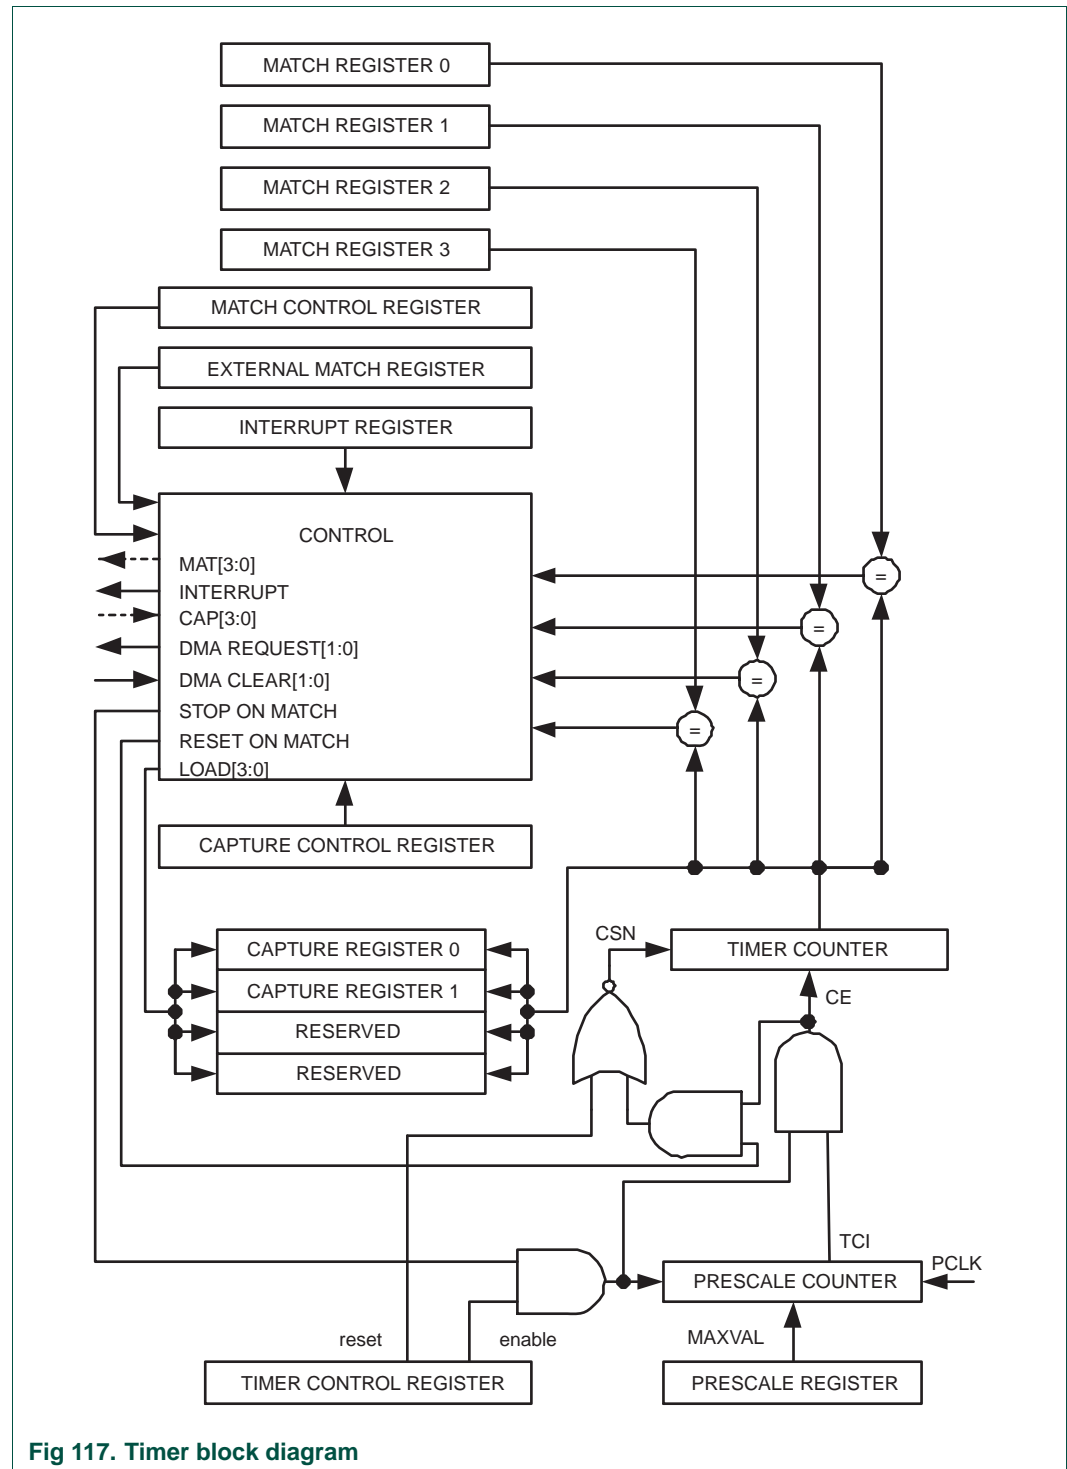 MATCH REGISTER 0
MATCH REGISTER 1
MATCH REGISTER 2
MATCH REGISTER 3
MATCH CONTROL REGISTER
EXTERNAL MATCH REGISTER
INTERRUPT REGISTER
CONTROL
MAT[3:0]
INTERRUPT
CAP[3:0]
DMA REQUEST[1:0]
DMA CLEAR[1:0]
STOP ON MATCH
RESET ON MATCH
LOAD[3:0]
=
=
=
=
CAPTURE CONTROL REGISTER
CSN
TIMER COUNTER
CAPTURE REGISTER 0
CAPTURE REGISTER 1
RESERVED
RESERVED
CE
TCI
PCLK
PRESCALE COUNTER
reset
enable
MAXVAL
TIMER CONTROL REGISTER
PRESCALE REGISTER
Fig 117. Timer block diagram